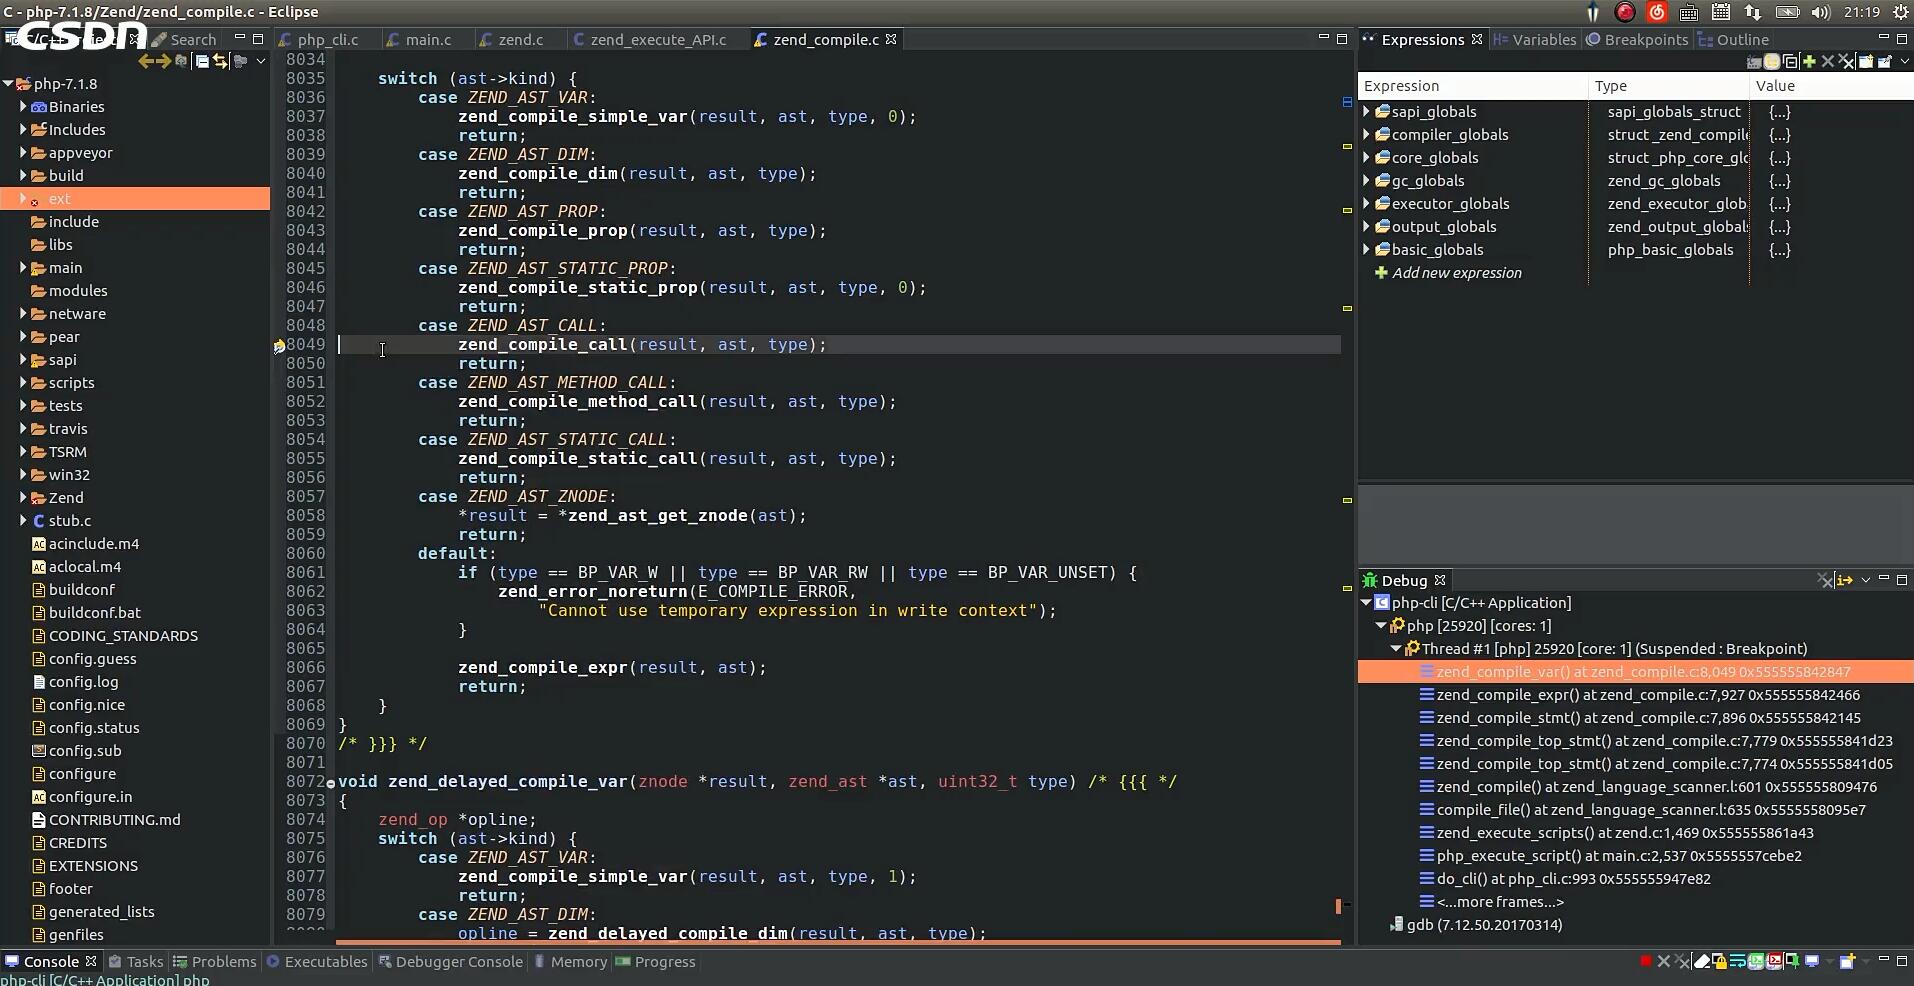 C - php-7.1.8/Zend/zend_compile.c - Eclipse
21:19
CSDN
Search
php_cli.c
main.c
zend.c
zend_execute_API.c
zend_compile.c
Expressions
Variables
Breakpoints
Outline
php-7.1.8
Binaries
Includes
appveyor
build
ext
include
libs
main
modules
netware
pear
sapi
scripts
tests
travis
TSRM
win32
Zend
stub.c
acinclude.m4
aclocal.m4
buildconf
buildconf.bat
CODING_STANDARDS
config.guess
config.log
config.nice
config.status
config.sub
configure
configure.in
CONTRIBUTING.md
CREDITS
EXTENSIONS
footer
generated_lists
genfiles
8034
8035 switch (ast->kind) {
8036 case ZEND_AST_VAR:
8037 zend_compile_simple_var(result, ast, type, 0);
8038 return;
8039 case ZEND_AST_DIM:
8040 zend_compile_dim(result, ast, type);
8041 return;
8042 case ZEND_AST_PROP:
8043 zend_compile_prop(result, ast, type);
8044 return;
8045 case ZEND_AST_STATIC_PROP:
8046 zend_compile_static_prop(result, ast, type, 0);
8047 return;
8048 case ZEND_AST_CALL:
8049 zend_compile_call(result, ast, type);
8050 return;
8051 case ZEND_AST_METHOD_CALL:
8052 zend_compile_method_call(result, ast, type);
8053 return;
8054 case ZEND_AST_STATIC_CALL:
8055 zend_compile_static_call(result, ast, type);
8056 return;
8057 case ZEND_AST_ZNODE:
8058 *result = *zend_ast_get_znode(ast);
8059 return;
8060 default:
8061 if (type == BP_VAR_W || type == BP_VAR_RW || type == BP_VAR_UNSET) {
8062 zend_error_noreturn(E_COMPILE_ERROR,
8063 "Cannot use temporary expression in write context");
8064 }
8065
8066 zend_compile_expr(result, ast);
8067 return;
8068 }
8069 }
8070 /* }}} */
8071
8072 void zend_delayed_compile_var(znode *result, zend_ast *ast, uint32_t type) /* {{{ */
8073 {
8074 zend_op *opline;
8075 switch (ast->kind) {
8076 case ZEND_AST_VAR:
8077 zend_compile_simple_var(result, ast, type, 1);
8078 return;
8079 case ZEND_AST_DIM:
opline = zend_delayed_compile_dim(result, ast, type);
Expression Type Value
sapi_globals sapi_globals_struct {...}
compiler_globals struct _zend_compile {...}
core_globals struct _php_core_glo {...}
gc_globals zend_gc_globals {...}
executor_globals zend_executor_glob {...}
output_globals zend_output_global {...}
basic_globals php_basic_globals {...}
Add new expression
Debug
php-cli [C/C++ Application]
php [25920] [cores: 1]
Thread #1 [php] 25920 [core: 1] (Suspended : Breakpoint)
zend_compile_var() at zend_compile.c:8,049 0x555555842847
zend_compile_expr() at zend_compile.c:7,927 0x555555842466
zend_compile_stmt() at zend_compile.c:7,896 0x555555842145
zend_compile_top_stmt() at zend_compile.c:7,779 0x555555841d23
zend_compile_top_stmt() at zend_compile.c:7,774 0x555555841d05
zend_compile() at zend_language_scanner.l:601 0x555555809476
compile_file() at zend_language_scanner.l:635 0x5555558095e7
zend_execute_scripts() at zend.c:1,469 0x555555861a43
php_execute_script() at main.c:2,537 0x5555557cebe2
do_cli() at php_cli.c:993 0x555555947e82
<...more frames...>
gdb (7.12.50.20170314)
Console
Tasks
Problems
Executables
Debugger Console
Memory
Progress
php-cli [C/C++ Application] php